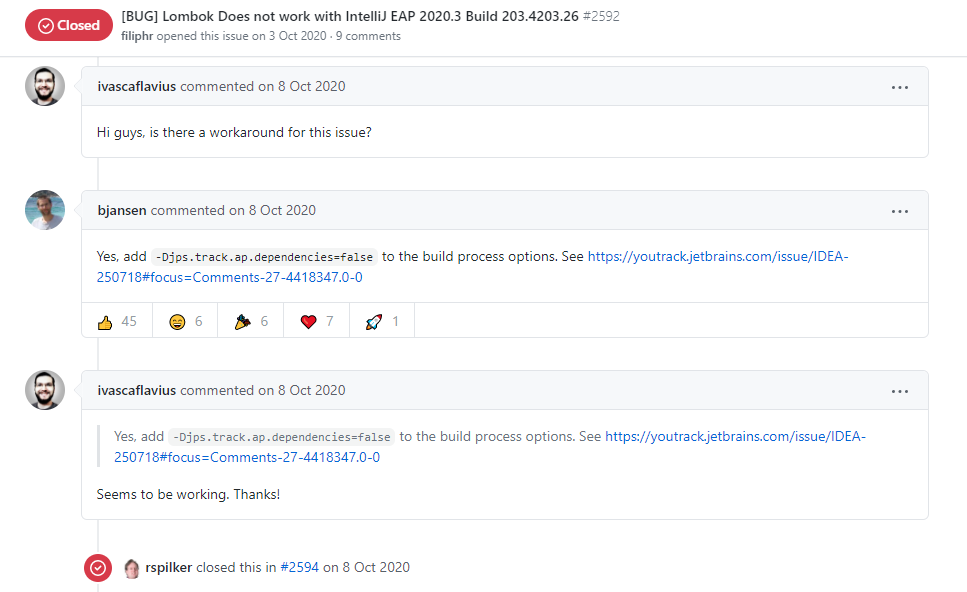 Closed
[BUG] Lombok Does not work with IntelliJ EAP 2020.3 Build 203.4203.26 #2592
filiphr opened this issue on 3 Oct 2020 · 9 comments
ivascaflavius commented on 8 Oct 2020
Hi guys, is there a workaround for this issue?
bjansen commented on 8 Oct 2020
Yes, add -Djps.track.ap.dependencies=false to the build process options. See https://youtrack.jetbrains.com/issue/IDEA-
250718#focus=Comments-27-4418347.0-0
45 6 6 7 1
ivascaflavius commented on 8 Oct 2020
Yes, add -Djps.track.ap.dependencies=false to the build process options. See https://youtrack.jetbrains.com/issue/IDEA-
250718#focus=Comments-27-4418347.0-0
Seems to be working. Thanks!
rspilker closed this in #2594 on 8 Oct 2020